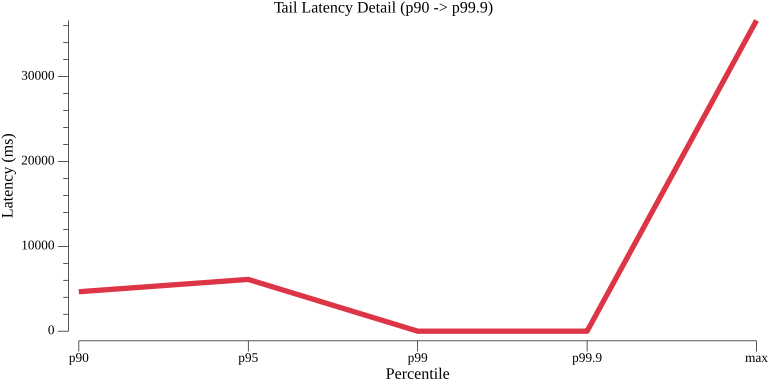 Tail Latency Detail (p90 -> p99.9)
30000
20000
10000
0
Latency (ms)
p90 p95 p99 p99.9 max
Percentile